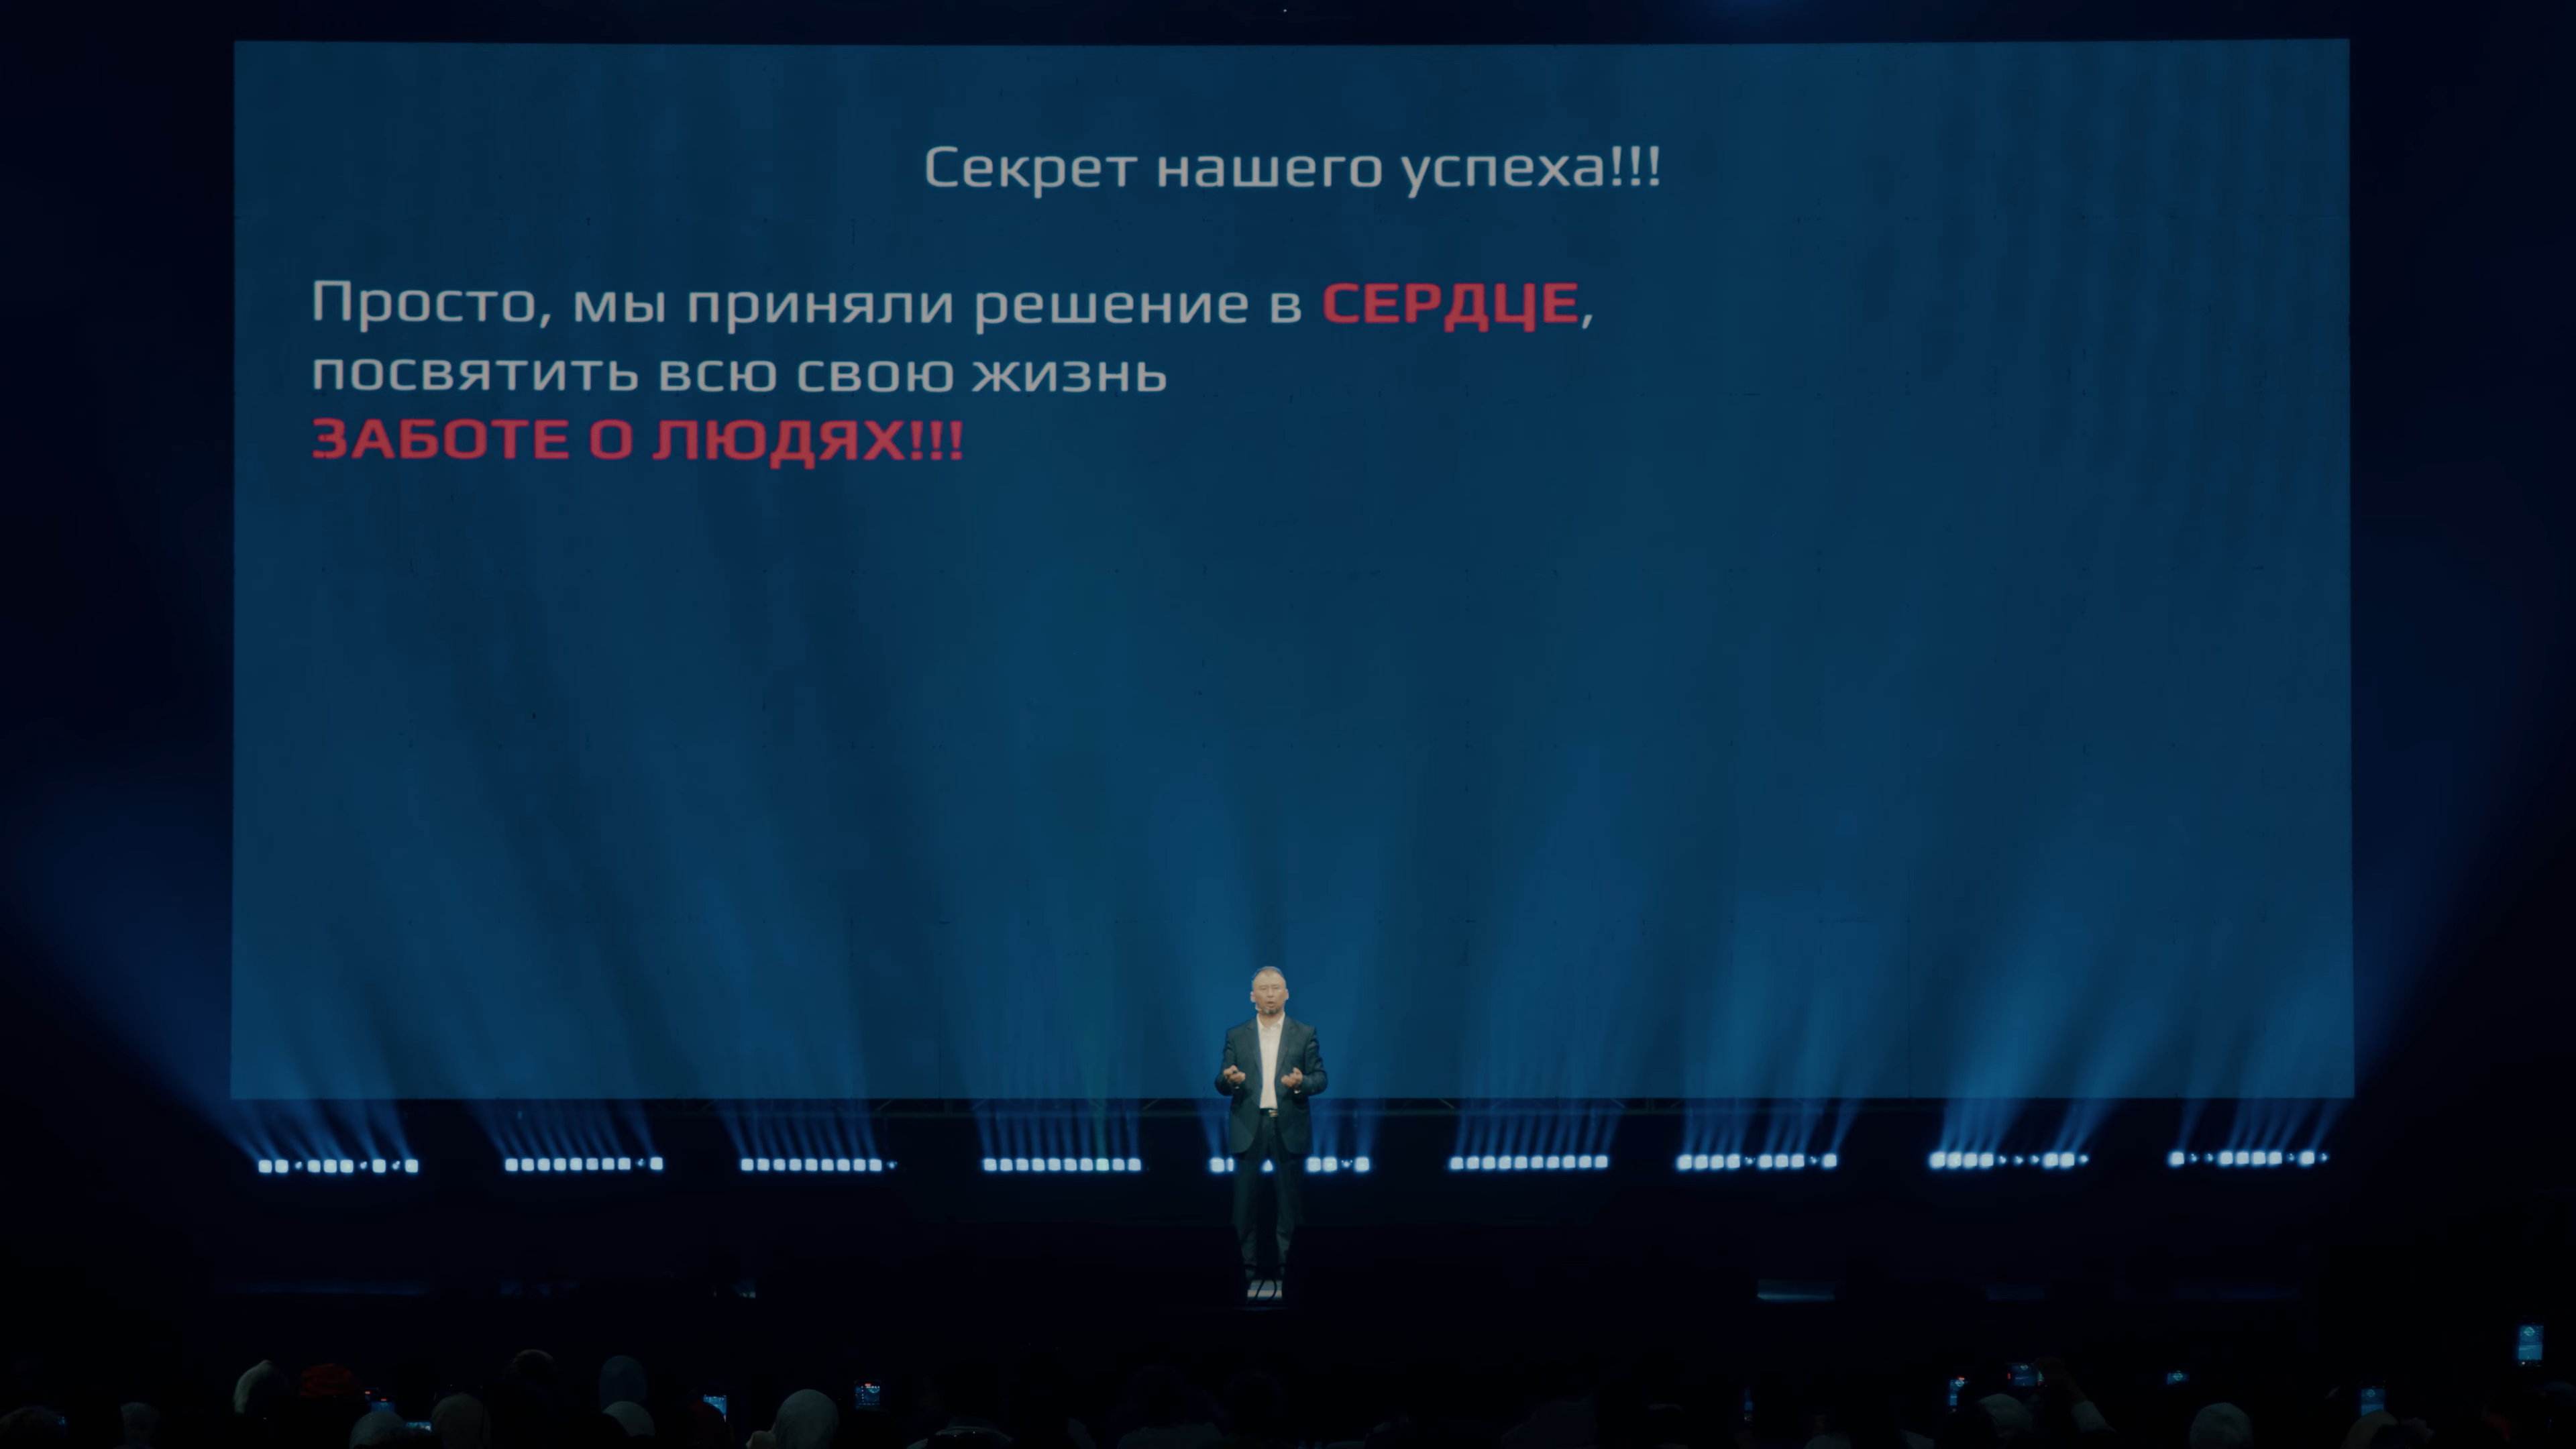 Секрет нашего успеха!!!
Просто, мы приняли решение в СЕРДЦЕ,
посвятить всю свою жизнь
ЗАБОТЕ О ЛЮДЯХ!!!